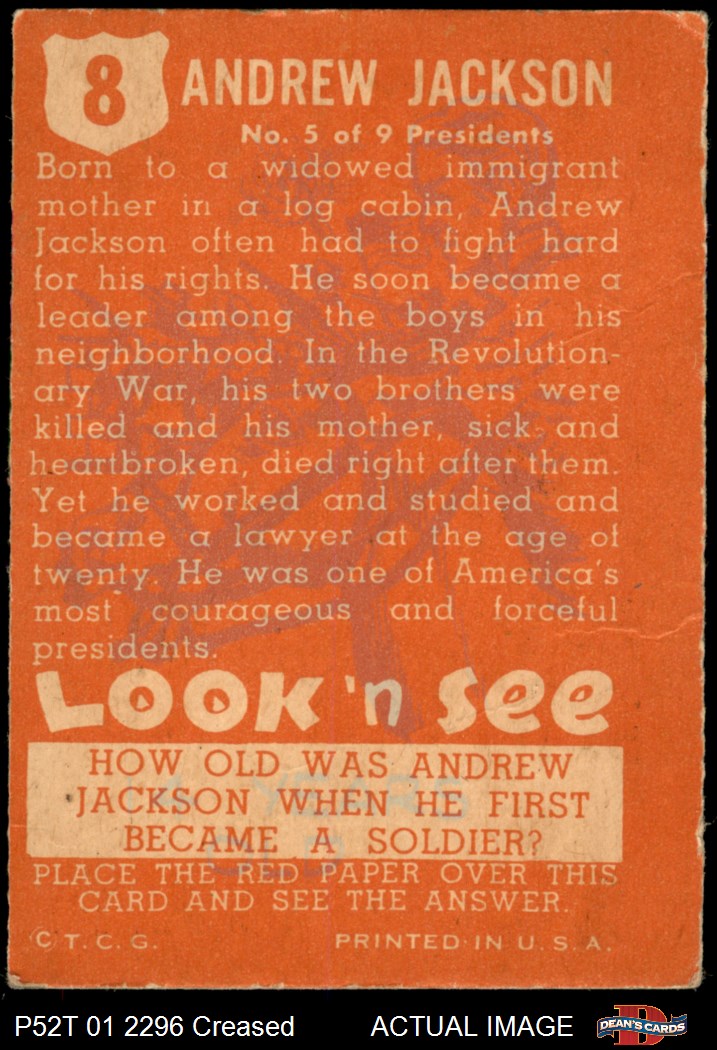 8
ANDREW JACKSON
No. 5 of 9 Presidents
Born to a widowed immigrant
mother in a log cabin, Andrew
Jackson often had to fight hard
for his rights. He soon became a
leader among the boys in his
neighborhood. In the Revolution-
ary War, his two brothers were
killed and his mother, sick and
heartbroken, died right after them.
Yet he worked and studied and
became a lawyer at the age of
twenty. He was one of America's
most courageous and forceful
presidents.
LOOK 'n SEE
HOW OLD WAS ANDREW
JACKSON WHEN HE FIRST
BECAME A SOLDIER?
14 YEARS
OLD
PLACE THE RED PAPER OVER THIS
CARD AND SEE THE ANSWER.
© T. C. G.
PRINTED IN U. S. A.
P52T 01 2296 Creased
ACTUAL IMAGE
D
DEAN'S CARDS